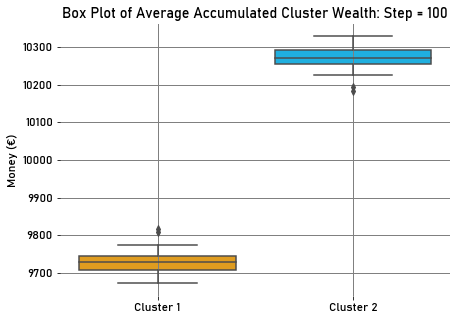 Box Plot of Average Accumulated Cluster Wealth: Step = 100
Money (€)
10300
10200
10100
10000
9900
9800
9700
Cluster 1
Cluster 2